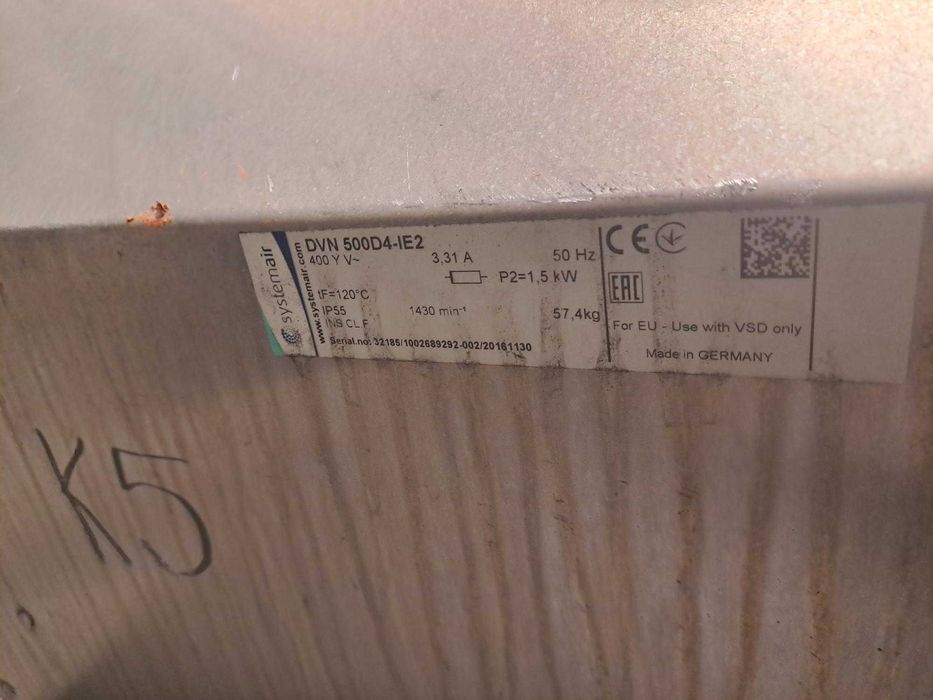 systemair
www.systemair.com
DVN 500D4-IE2
400 Y V~ 3,31 A 50 Hz
P2=1,5 kW
tF=120°C
IP55 1430 min⁻¹ 57,4kg
INS CL F
Serial.no: 32185/1002689292-002/20161130
CE
EAC
For EU - Use with VSD only
Made in GERMANY
K5